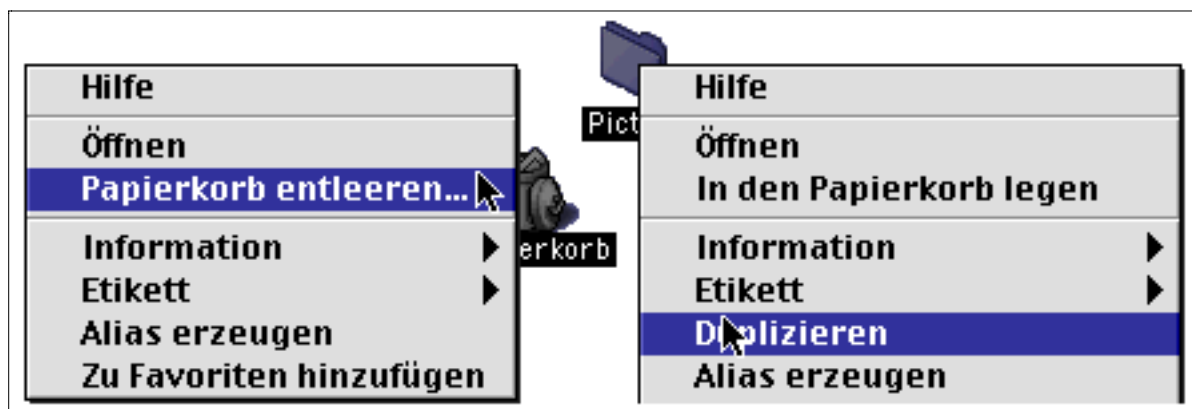 Hilfe
Öffnen
Papierkorb entleeren...
Information
Etikett
Alias erzeugen
Zu Favoriten hinzufügen
erkorb
Pict
Hilfe
Öffnen
In den Papierkorb legen
Information
Etikett
Duplizieren
Alias erzeugen